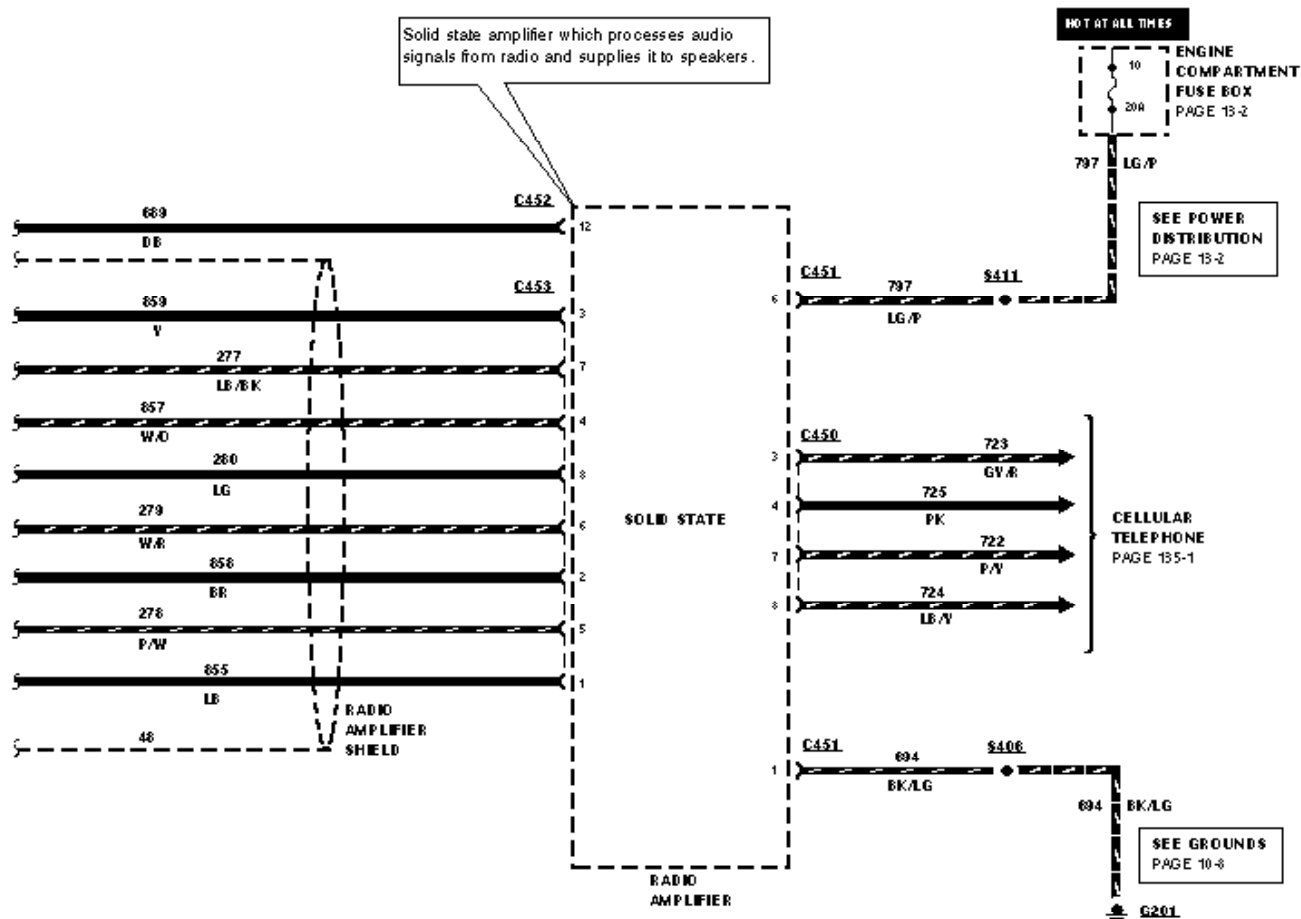 Solid state amplifier which processes audio
signals from radio and supplies it to speakers.
HOT AT ALL TIMES
10
20A
ENGINE
COMPARTMENT
FUSE BOX
PAGE 13-2
797
LG/P
SEE POWER
DISTRIBUTION
PAGE 13-2
689
DB
C452
12
859
V
C453
3
277
LB/BK
7
857
W/O
4
280
LG
8
279
W/R
6
858
BR
2
278
P/W
5
855
LB
1
48
RADIO
AMPLIFIER
SHIELD
SOLID STATE
6
C451
797
LG/P
S411
C450
3
723
GY/R
4
725
PK
7
722
P/Y
8
724
LB/Y
CELLULAR
TELEPHONE
PAGE 135-1
1
C451
694
BK/LG
S406
694
BK/LG
SEE GROUNDS
PAGE 10-8
G201
RADIO
AMPLIFIER